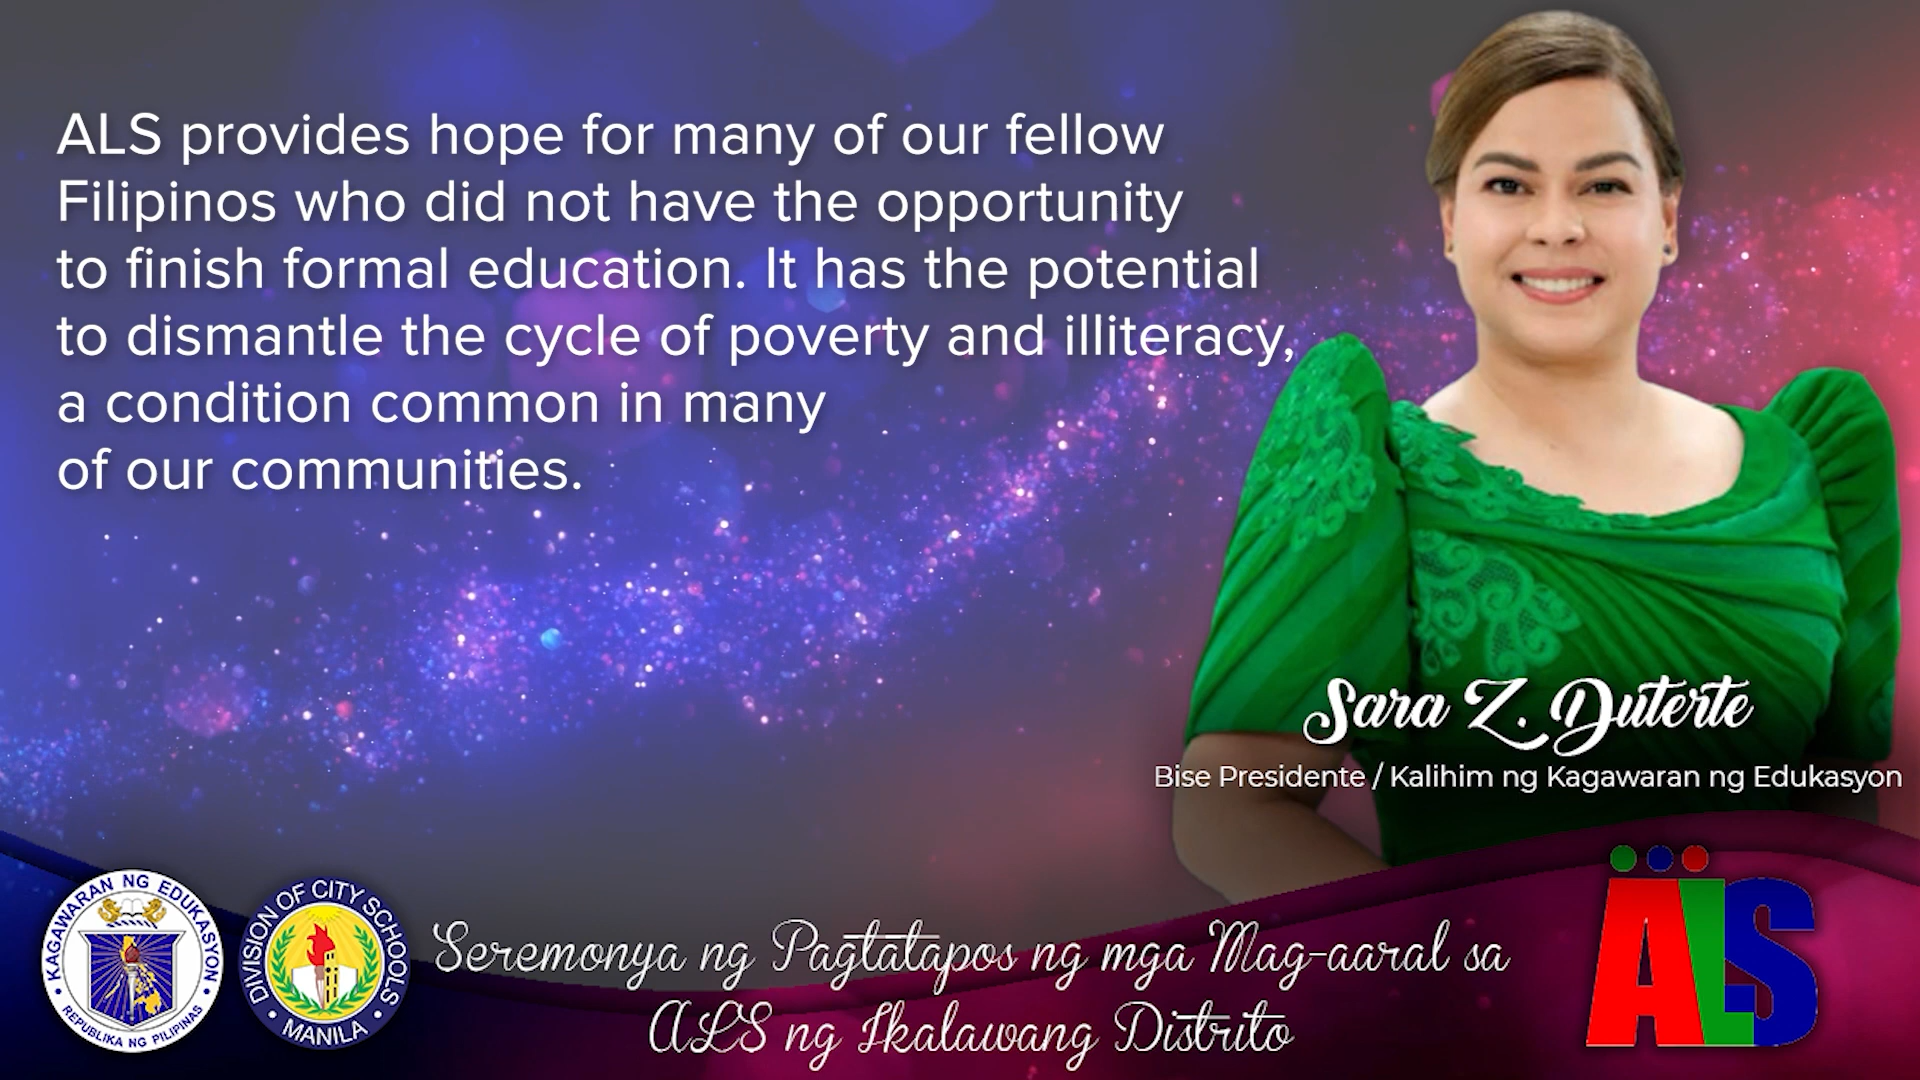 ALS provides hope for many of our fellow
Filipinos who did not have the opportunity
to finish formal education. It has the potential
to dismantle the cycle of poverty and illiteracy,
a condition common in many
of our communities.
Sara Z. Duterte
Bise Presidente / Kalihim ng Kagawaran ng Edukasyon
KAGAWARAN NG EDUKASYON
REPUBLIKA NG PILIPINAS
DIVISION OF CITY SCHOOLS
MANILA
Seremonya ng Pagtatapos ng mga Mag-aaral sa
ALS ng Ikalawang Distrito
ALS